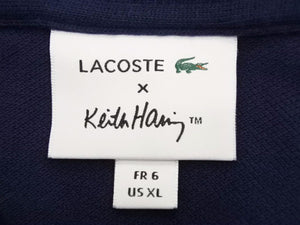 LACOSTE
x
Keith Haring™
FR 6
US XL